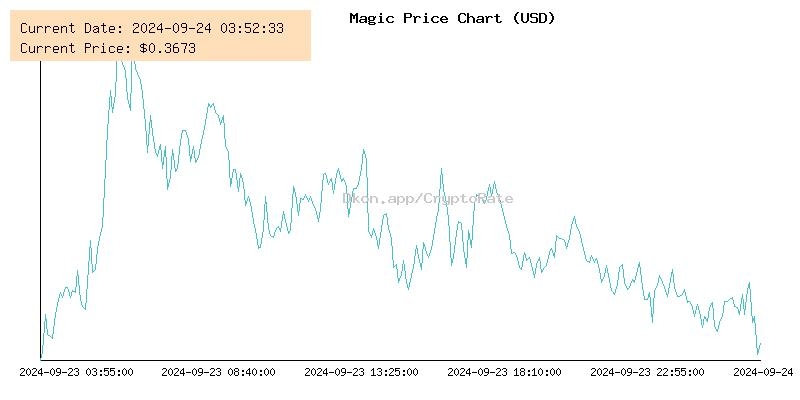 Magic Price Chart (USD)
Current Date: 2024-09-24 03:52:33
Current Price: $0.3673
Dkon.app/CryptoRate
2024-09-23 03:55:00 2024-09-23 08:40:00 2024-09-23 13:25:00 2024-09-23 18:10:00 2024-09-23 22:55:00 2024-09-24